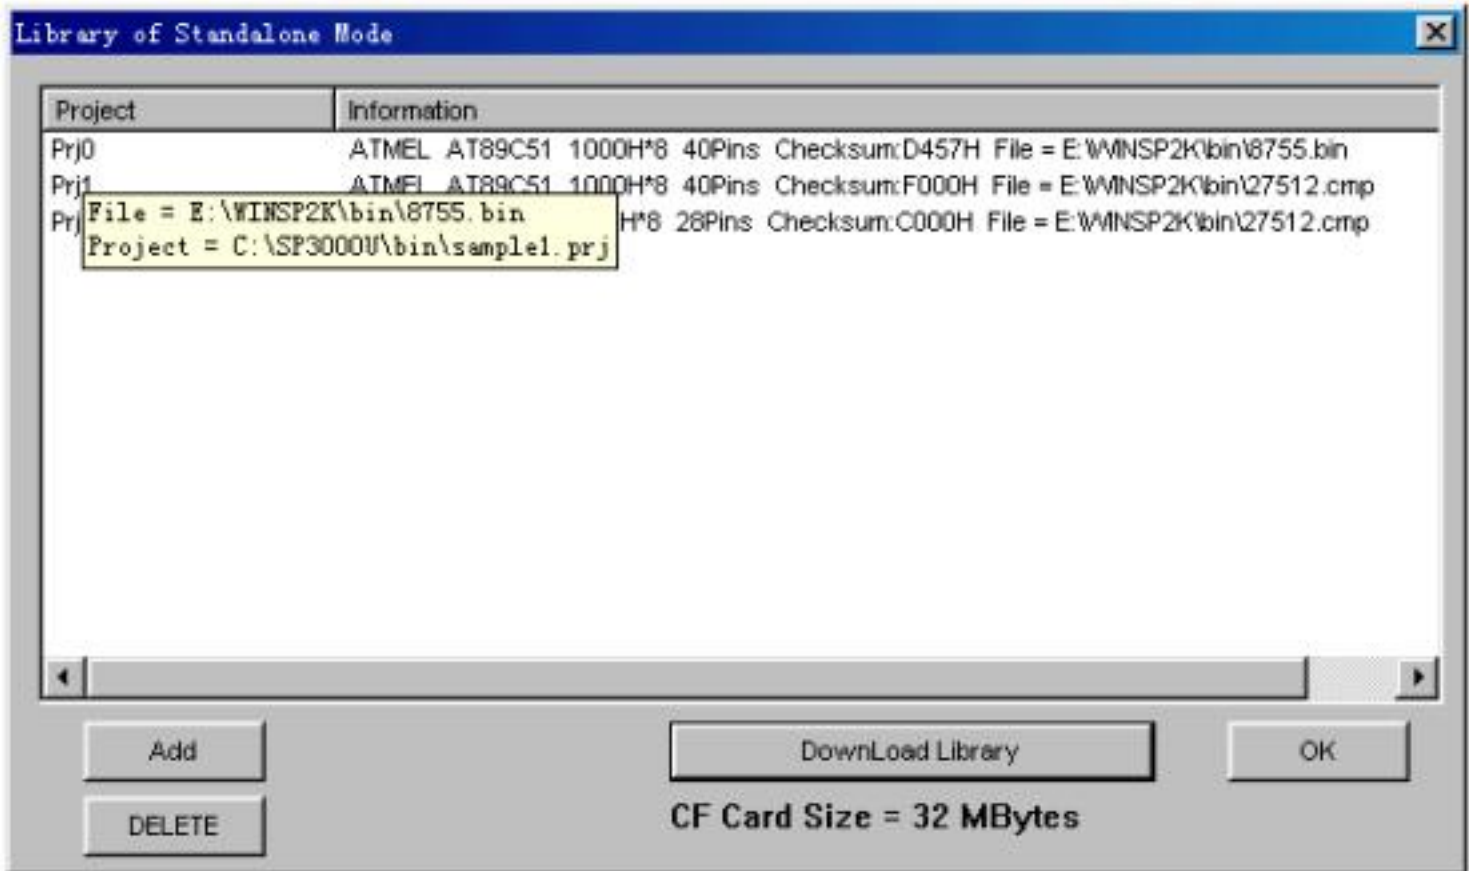 Library of Standalone Mode
Project Information
Prj0 ATMEL AT89C51 1000H*8 40Pins Checksum:D457H File = E:\WINSP2K\bin\8755.bin
Prj1 ATMEL AT89C51 1000H*8 40Pins Checksum:F000H File = E:\WINSP2K\bin\27512.cmp
Prj H*8 28Pins Checksum:C000H File = E:\WINSP2K\bin\27512.cmp
File = E:\WINSP2K\bin\8755.bin
Project = C:\SP3000U\bin\sample1.prj
Add DownLoad Library OK
DELETE CF Card Size = 32 MBytes